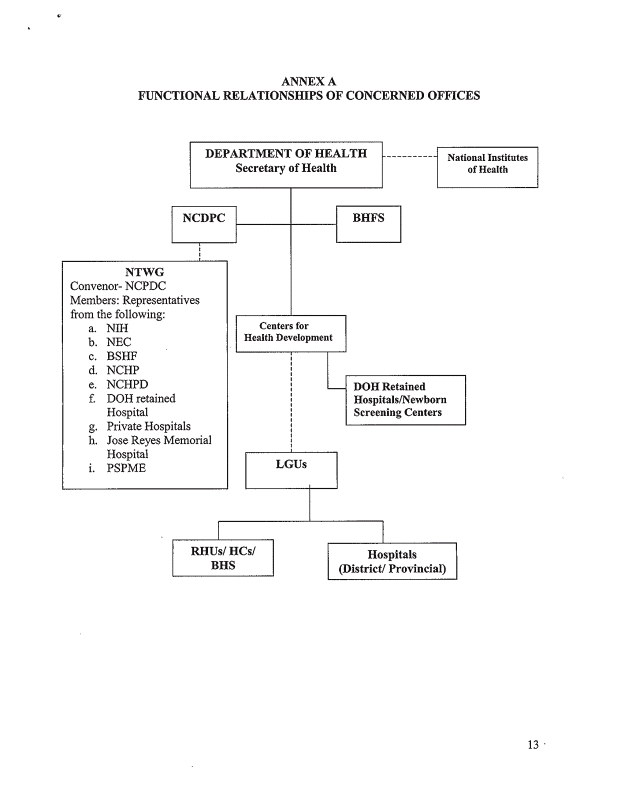 ANNEX A
FUNCTIONAL RELATIONSHIPS OF CONCERNED OFFICES
DEPARTMENT OF HEALTH
Secretary of Health
National Institutes
of Health
NCDPC
BHFS
NTWG
Convenor- NCPDC
Members: Representatives
from the following:
a. NIH
b. NEC
c. BSHF
d. NCHP
e. NCHPD
f. DOH retained
Hospital
g. Private Hospitals
h. Jose Reyes Memorial
Hospital
i. PSPME
Centers for
Health Development
DOH Retained
Hospitals/Newborn
Screening Centers
LGUs
RHUs/ HCs/
BHS
Hospitals
(District/ Provincial)
13